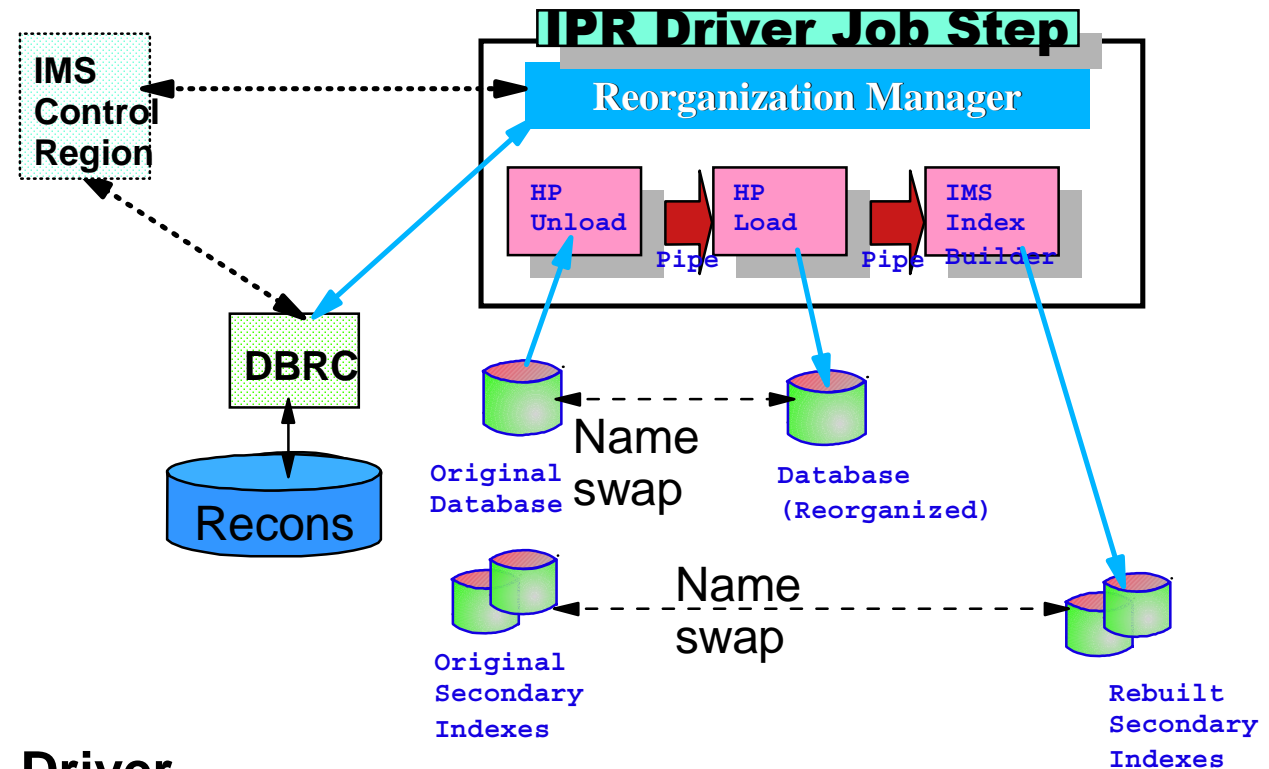 IPR Driver Job Step
IMS
Control
Region
Reorganization Manager
HP
Unload
Pipe
HP
Load
Pipe
IMS
Index
Builder
DBRC
Recons
Original
Database
Name
swap
Database
(Reorganized)
Original
Secondary
Indexes
Name
swap
Rebuilt
Secondary
Indexes
Driver